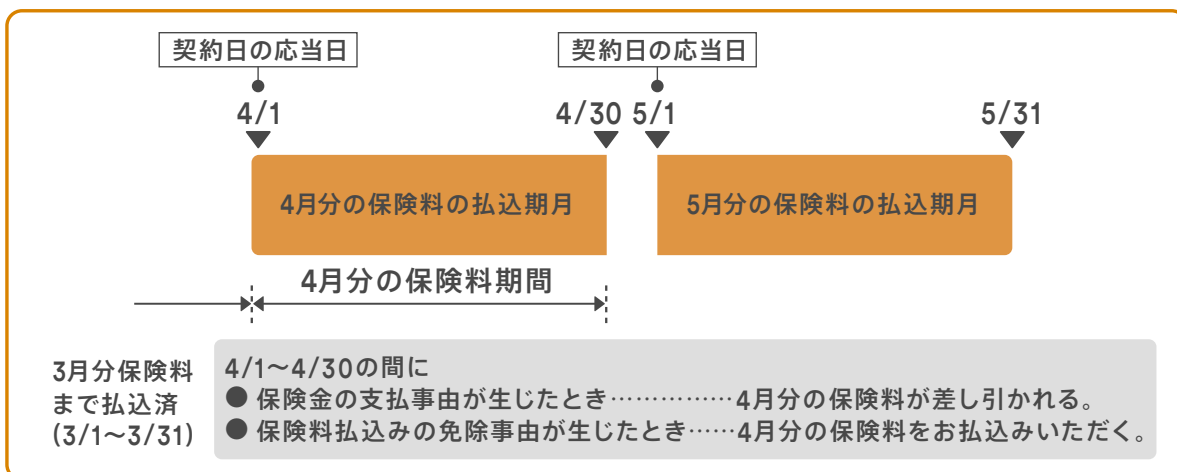 契約日の応当日 契約日の応当日
4/1 4/30 5/1 5/31
4月分の保険料の払込期月 5月分の保険料の払込期月
4月分の保険料期間
3月分保険料
まで払込済
(3/1〜3/31)
4/1〜4/30の間に
● 保険金の支払事由が生じたとき……………4月分の保険料が差し引かれる。
● 保険料払込みの免除事由が生じたとき……4月分の保険料をお払込みいただく。